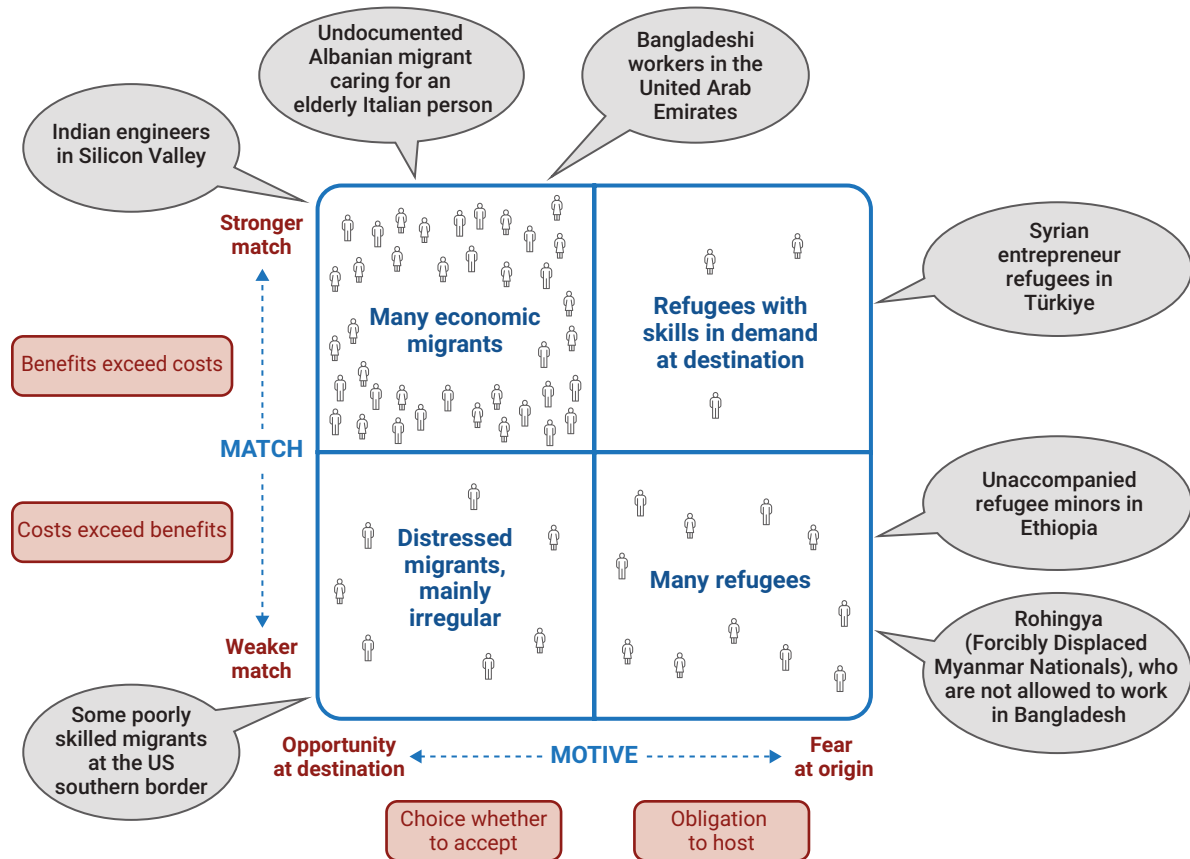 Undocumented
Albanian migrant
caring for an
elderly Italian person
Bangladeshi
workers in the
United Arab
Emirates
Indian engineers
in Silicon Valley
Stronger
match
Syrian
entrepreneur
refugees in
Türkiye
Many economic
migrants
Refugees with
skills in demand
at destination
Benefits exceed costs
MATCH
Costs exceed benefits
Unaccompanied
refugee minors in
Ethiopia
Distressed
migrants,
mainly
irregular
Many refugees
Weaker
match
Rohingya
(Forcibly Displaced
Myanmar Nationals), who
are not allowed to work
in Bangladesh
Some poorly
skilled migrants
at the US
southern border
Opportunity
at destination
MOTIVE
Fear
at origin
Choice whether
to accept
Obligation
to host